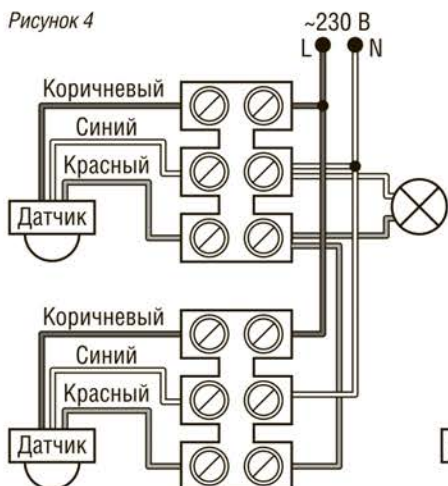 Рисунок 4
~230 В
L N
Коричневый
Синий
Красный
Датчик
Коричневый
Синий
Красный
Датчик